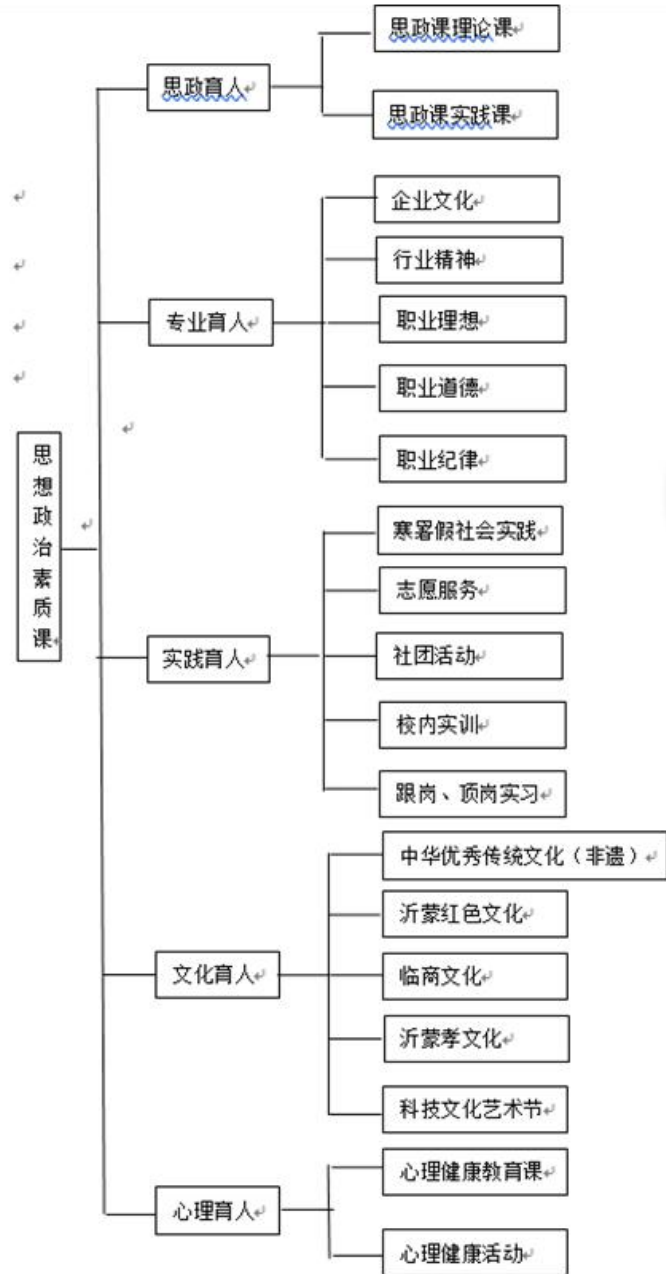 思政课理论课
思政育人
思政课实践课
企业文化
行业精神
专业育人
职业理想
职业道德
职业纪律
思想政治素质课
寒署假社会实践
志愿服务
实践育人
社团活动
校内实训
跟岗、顶岗实习
中华优秀传统文化（非遗）
沂蒙红色文化
文化育人
临商文化
沂蒙孝文化
科技文化艺术节
心理健康教育课
心理育人
心理健康活动